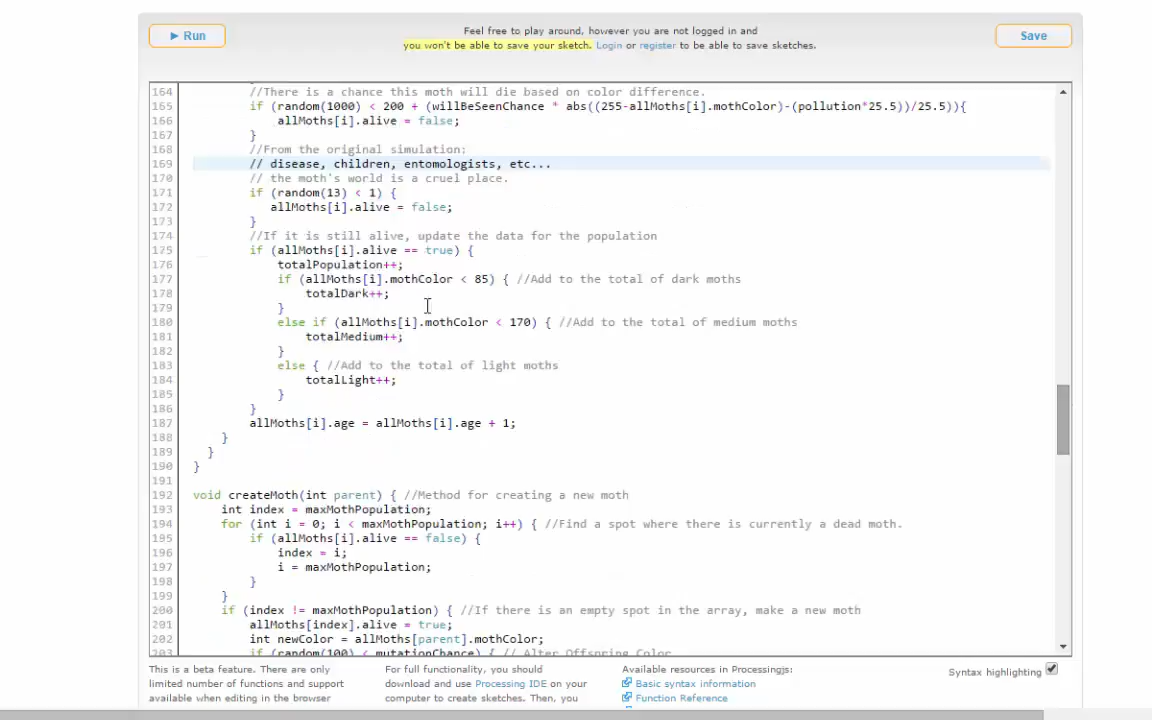 Run
Feel free to play around, however you are not logged in and
you won't be able to save your sketch. Login or register to be able to save sketches.
Save
164 //There is a chance this moth will die based on color difference.
165 if (random(1000) < 200 + (willBeSeenChance * abs((255-allMoths[i].mothColor)-(pollution*25.5))/25.5)){
166 allMoths[i].alive = false;
167 }
168 //From the original simulation:
169 // disease, children, entomologists, etc...
170 // the moth's world is a cruel place.
171 if (random(13) < 1) {
172 allMoths[i].alive = false;
173 }
174 //If it is still alive, update the data for the population
175 if (allMoths[i].alive == true) {
176 totalPopulation++;
177 if (allMoths[i].mothColor < 85) { //Add to the total of dark moths
178 totalDark++;
179 }
180 else if (allMoths[i].mothColor < 170) { //Add to the total of medium moths
181 totalMedium++;
182 }
183 else { //Add to the total of light moths
184 totalLight++;
185 }
186 }
187 allMoths[i].age = allMoths[i].age + 1;
188 }
189 }
190 }
191
192 void createMoth(int parent) { //Method for creating a new moth
193 int index = maxMothPopulation;
194 for (int i = 0; i < maxMothPopulation; i++) { //Find a spot where there is currently a dead moth.
195 if (allMoths[i].alive == false) {
196 index = i;
197 i = maxMothPopulation;
198 }
199 }
200 if (index != maxMothPopulation) { //If there is an empty spot in the array, make a new moth
201 allMoths[index].alive = true;
202 int newColor = allMoths[parent].mothColor;
203 if (random(100) < mutationChance) { // Alter Offspring Color
This is a beta feature. There are only
limited number of functions and support
available when editing in the browser
For full functionality, you should
download and use Processing IDE on your
computer to create sketches. Then, you
Available resources in Processingjs:
Basic syntax information
Function Reference
Syntax highlighting